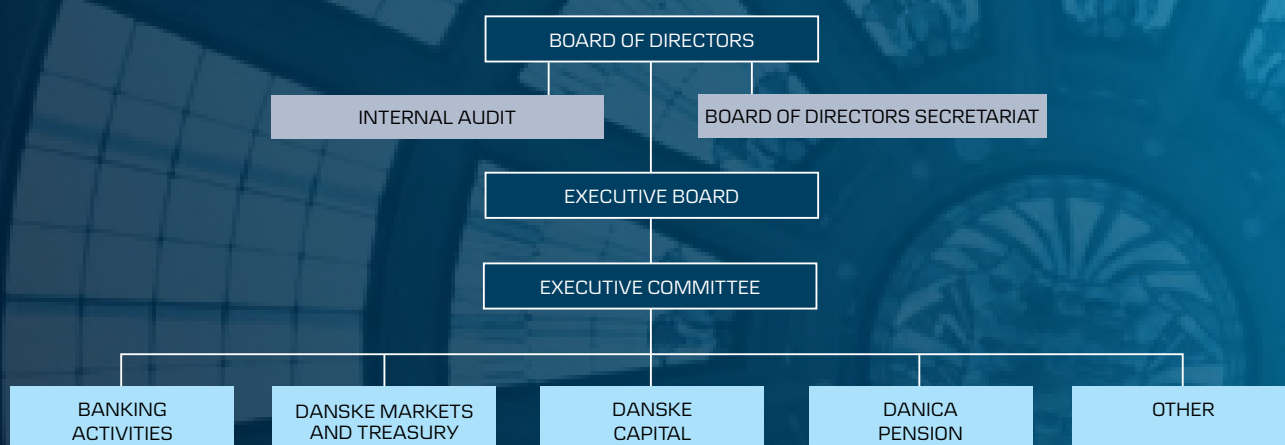 BOARD OF DIRECTORS
INTERNAL AUDIT
BOARD OF DIRECTORS SECRETARIAT
EXECUTIVE BOARD
EXECUTIVE COMMITTEE
BANKING
ACTIVITIES
DANSKE MARKETS
AND TREASURY
DANSKE
CAPITAL
DANICA
PENSION
OTHER